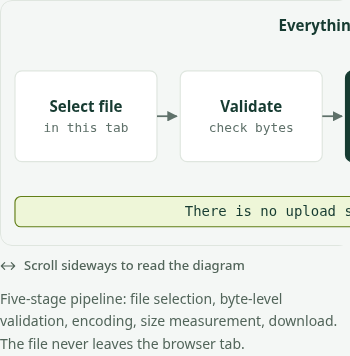 Select file
in this tab
Validate
check bytes
There is no upload
Scroll sideways to read the diagram
Five-stage pipeline: file selection, byte-level
validation, encoding, size measurement, download.
The file never leaves the browser tab.